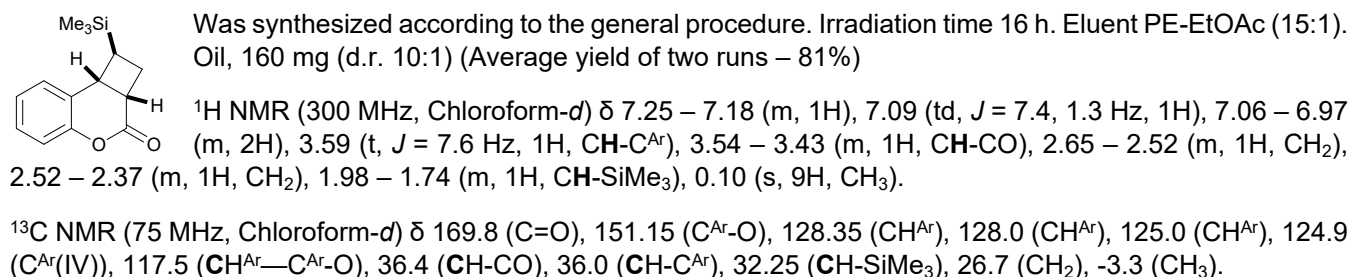 Me₃Si
H
H
O
O
Was synthesized according to the general procedure. Irradiation time 16 h. Eluent PE-EtOAc (15:1).
Oil, 160 mg (d.r. 10:1) (Average yield of two runs – 81%)
¹H NMR (300 MHz, Chloroform-d) δ 7.25 – 7.18 (m, 1H), 7.09 (td, J = 7.4, 1.3 Hz, 1H), 7.06 – 6.97
(m, 2H), 3.59 (t, J = 7.6 Hz, 1H, CH-Cᴬʳ), 3.54 – 3.43 (m, 1H, CH-CO), 2.65 – 2.52 (m, 1H, CH₂),
2.52 – 2.37 (m, 1H, CH₂), 1.98 – 1.74 (m, 1H, CH-SiMe₃), 0.10 (s, 9H, CH₃).
¹³C NMR (75 MHz, Chloroform-d) δ 169.8 (C=O), 151.15 (Cᴬʳ-O), 128.35 (CHᴬʳ), 128.0 (CHᴬʳ), 125.0 (CHᴬʳ), 124.9
(Cᴬʳ(IV)), 117.5 (CHᴬʳ—Cᴬʳ-O), 36.4 (CH-CO), 36.0 (CH-Cᴬʳ), 32.25 (CH-SiMe₃), 26.7 (CH₂), -3.3 (CH₃).